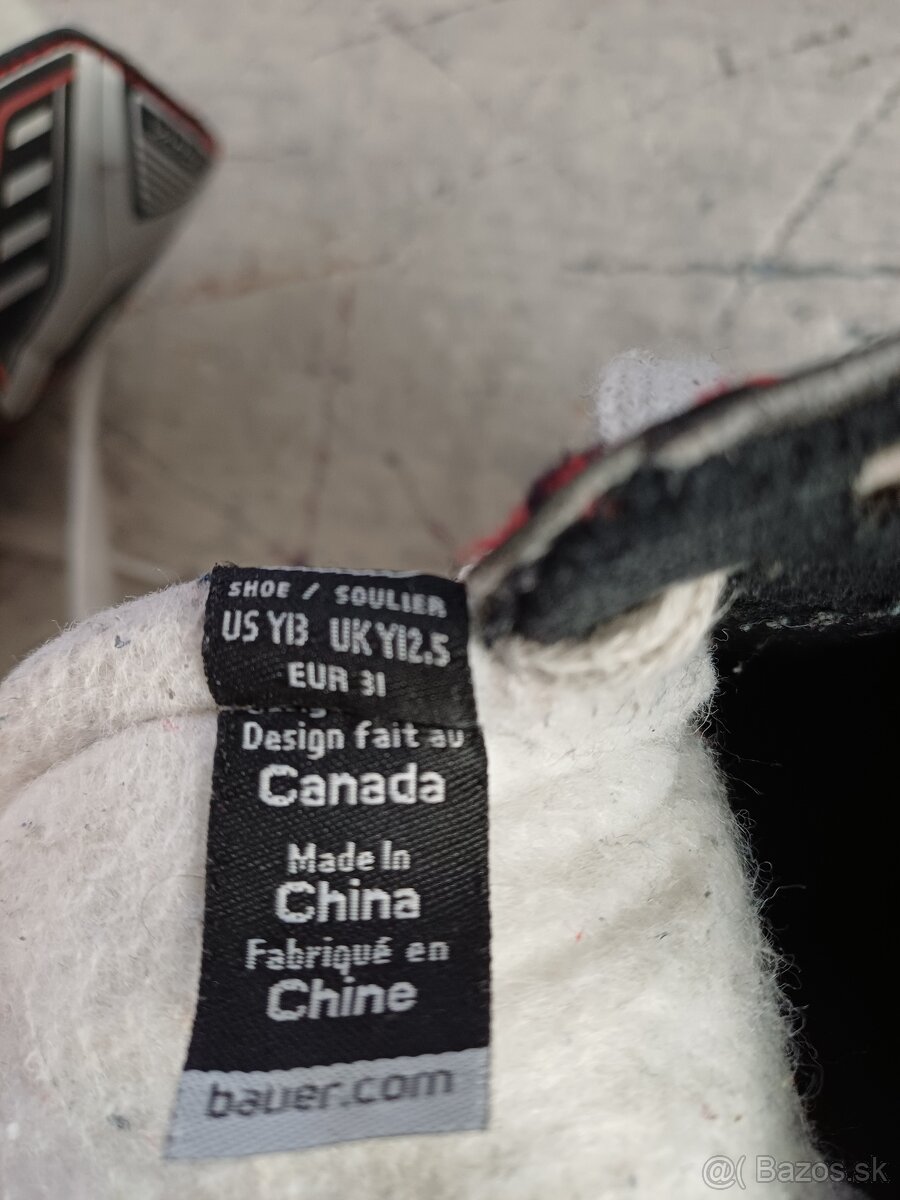 SHOE / SOULIER
US Y13 UK Y12.5
EUR 31
Design fait au
Canada
Made In
China
Fabriqué en
Chine
bauer.com
@( Bazos.sk